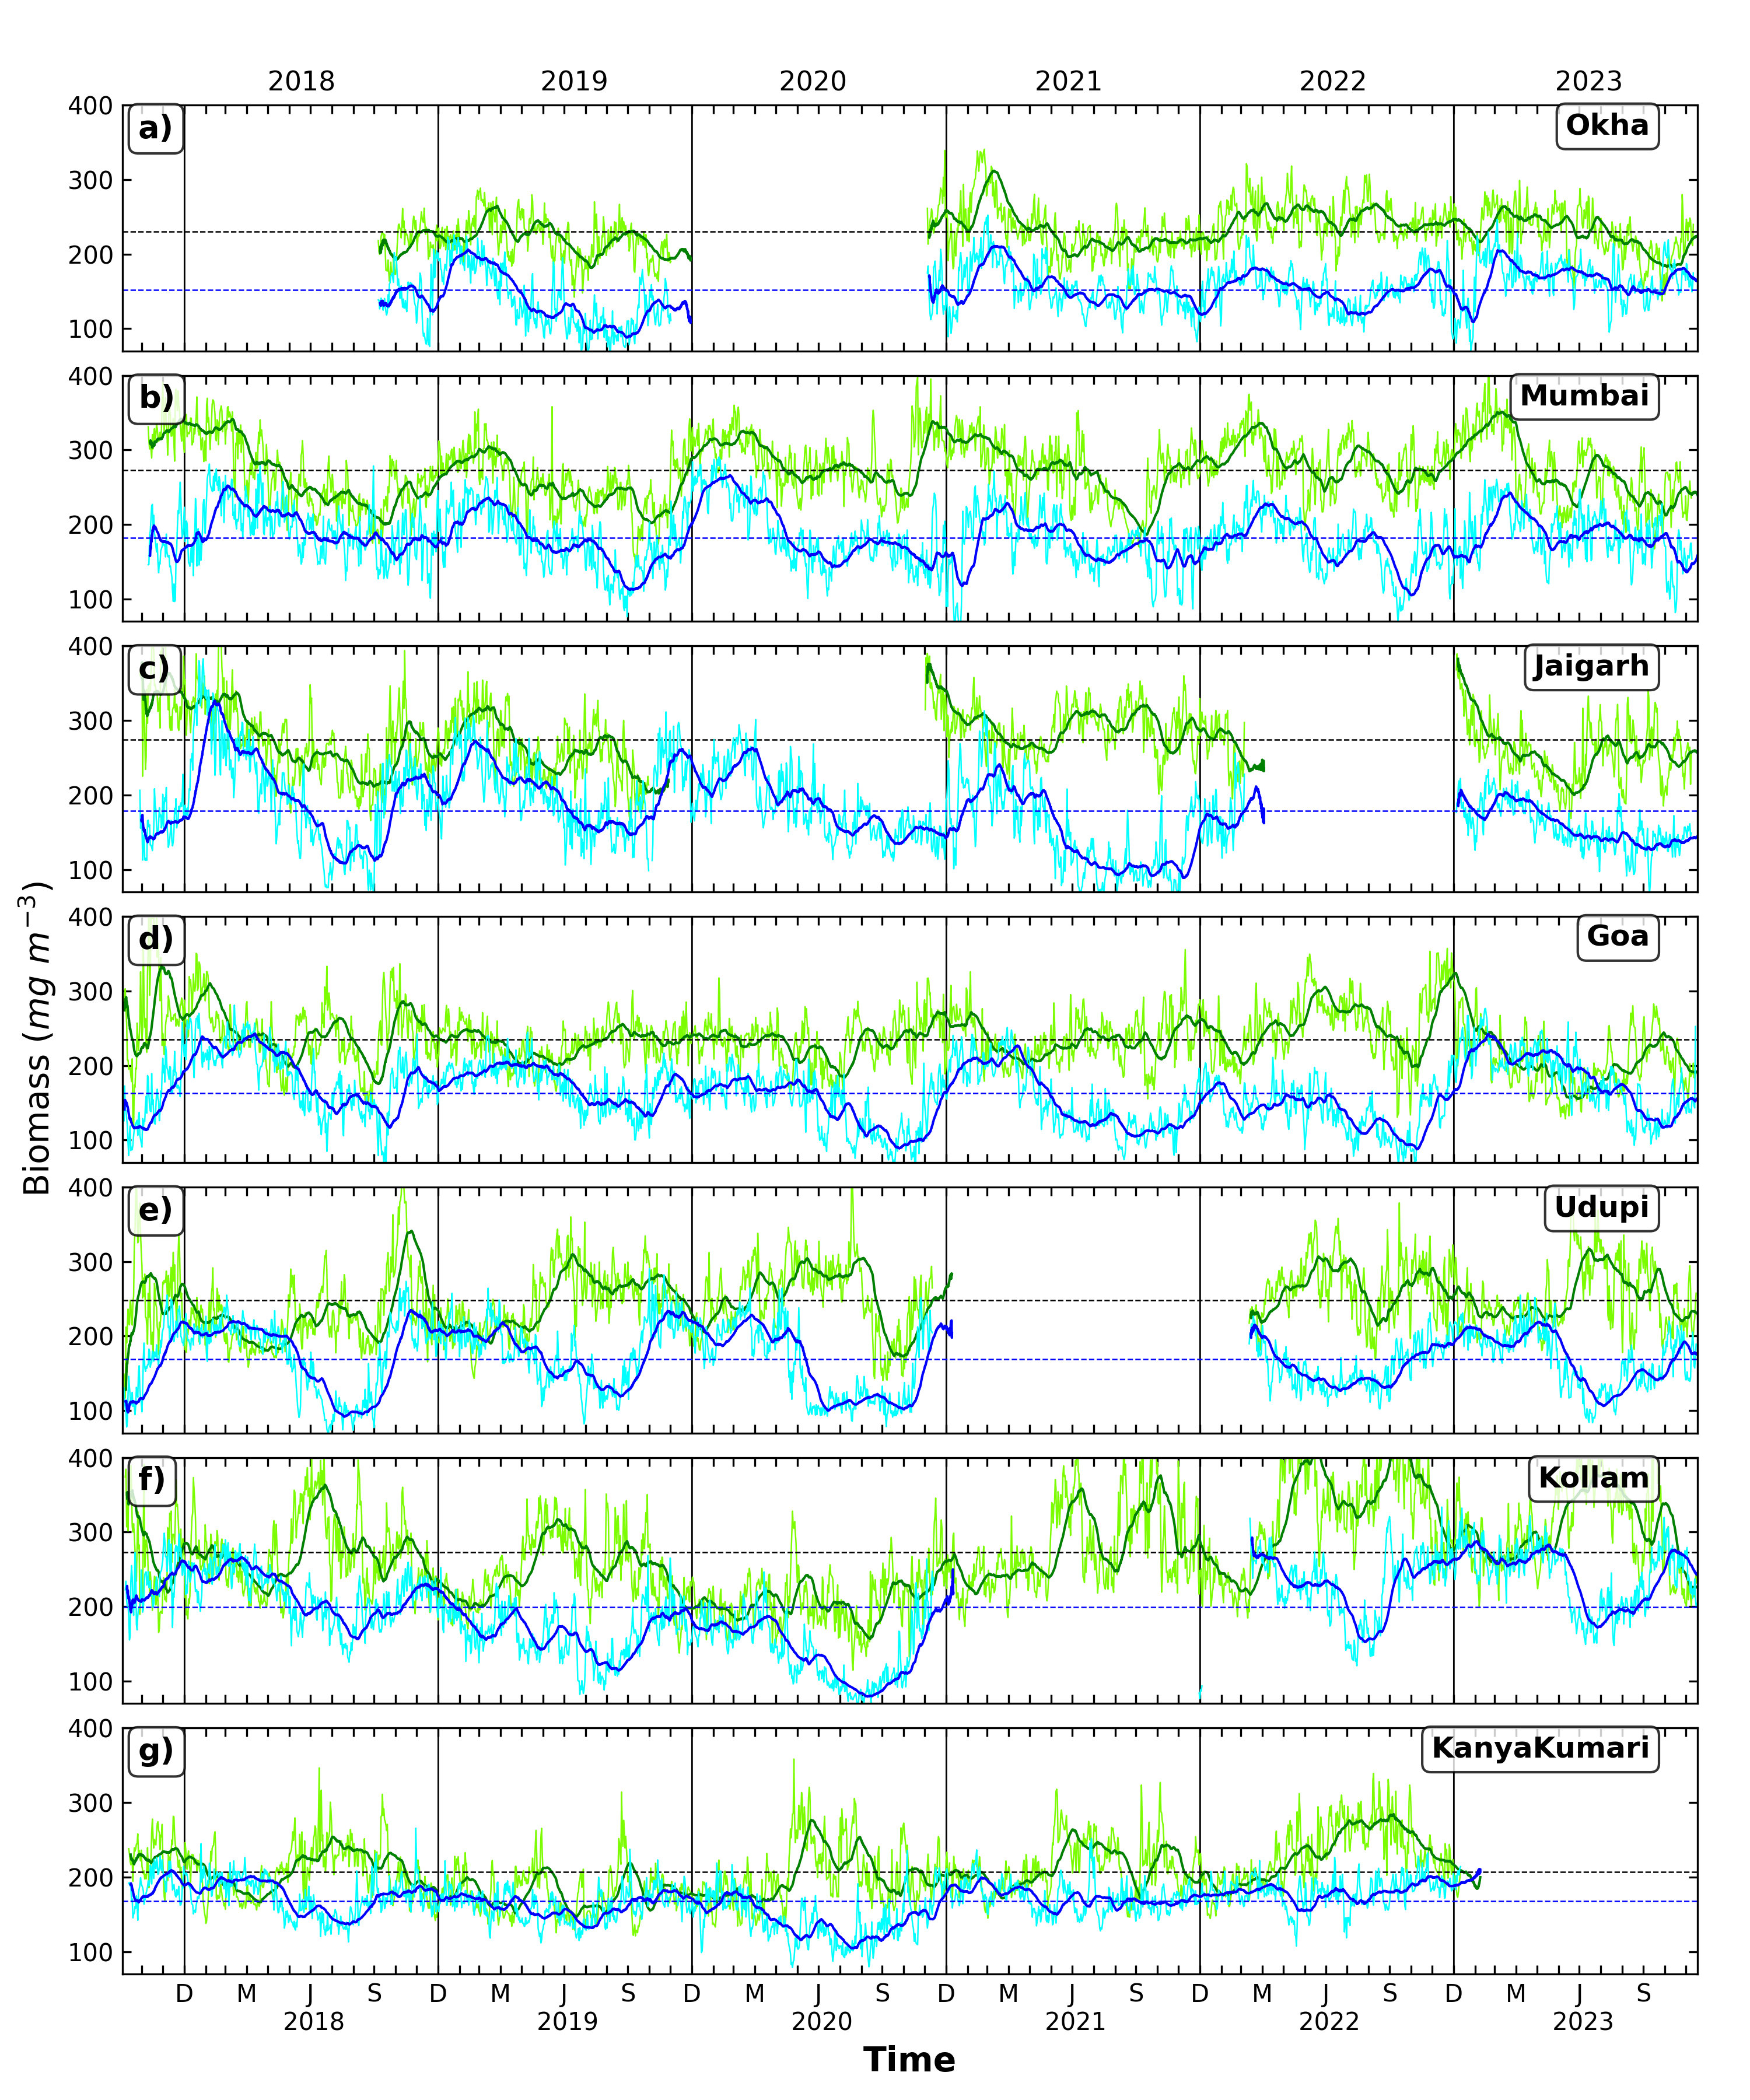 2018 2019 2020 2021 2022 2023
a) Okha
400
300
200
100
b) Mumbai
400
300
200
100
c) Jaigarh
400
300
200
100
d) Goa
400
300
200
100
e) Udupi
400
300
200
100
f) Kollam
400
300
200
100
g) KanyaKumari
400
300
200
100
Biomass (mg m⁻³)
D M J S D M J S D M J S D M J S D M J S D M J S
2018 2019 2020 2021 2022 2023
Time